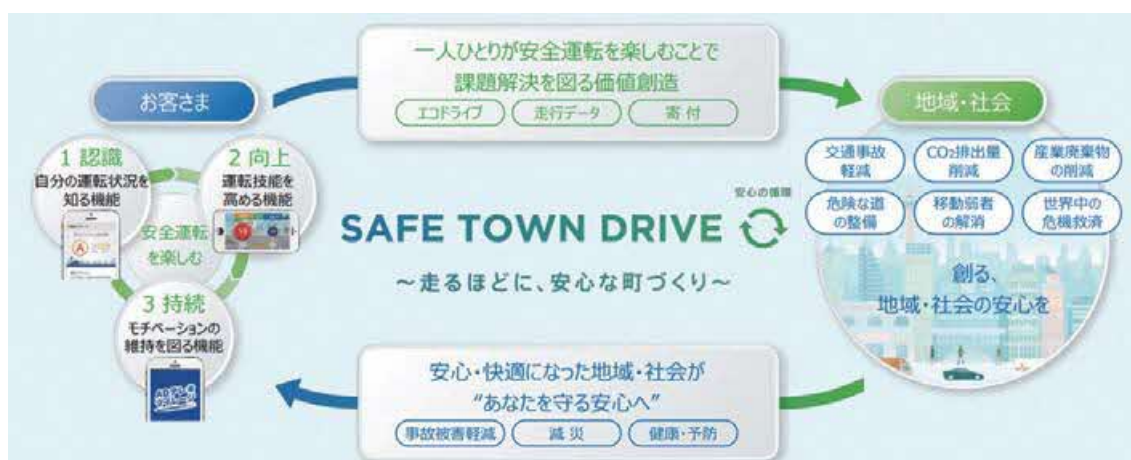 一人ひとりが安全運転を楽しむことで
課題解決を図る価値創造
エコドライブ
走行データ
寄付
お客さま
1 認識
自分の運転状況を
知る機能
2 向上
運転技能を
高める機能
安全運転
を楽しむ
3 持続
モチベーションの
維持を図る機能
安心の循環
SAFE TOWN DRIVE
～走るほどに、安心な町づくり～
地域・社会
交通事故
軽減
CO₂排出量
削減
産業廃棄物
の削減
危険な道
の整備
移動弱者
の解消
世界中の
危機救済
創る、
地域・社会の安心を
安心・快適になった地域・社会が
“あなたを守る安心へ”
事故被害軽減
減災
健康・予防